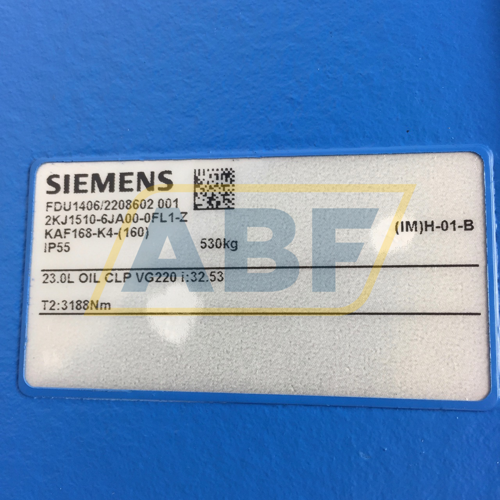 SIEMENS
FDU1406/2208602 001
2KJ1510-6JA00-0FL1-Z
KAF168-K4-(160)
IP55 530kg (IM)H-01-B
23.0L OIL CLP VG220 i:32.53
T2:3188Nm
ABF